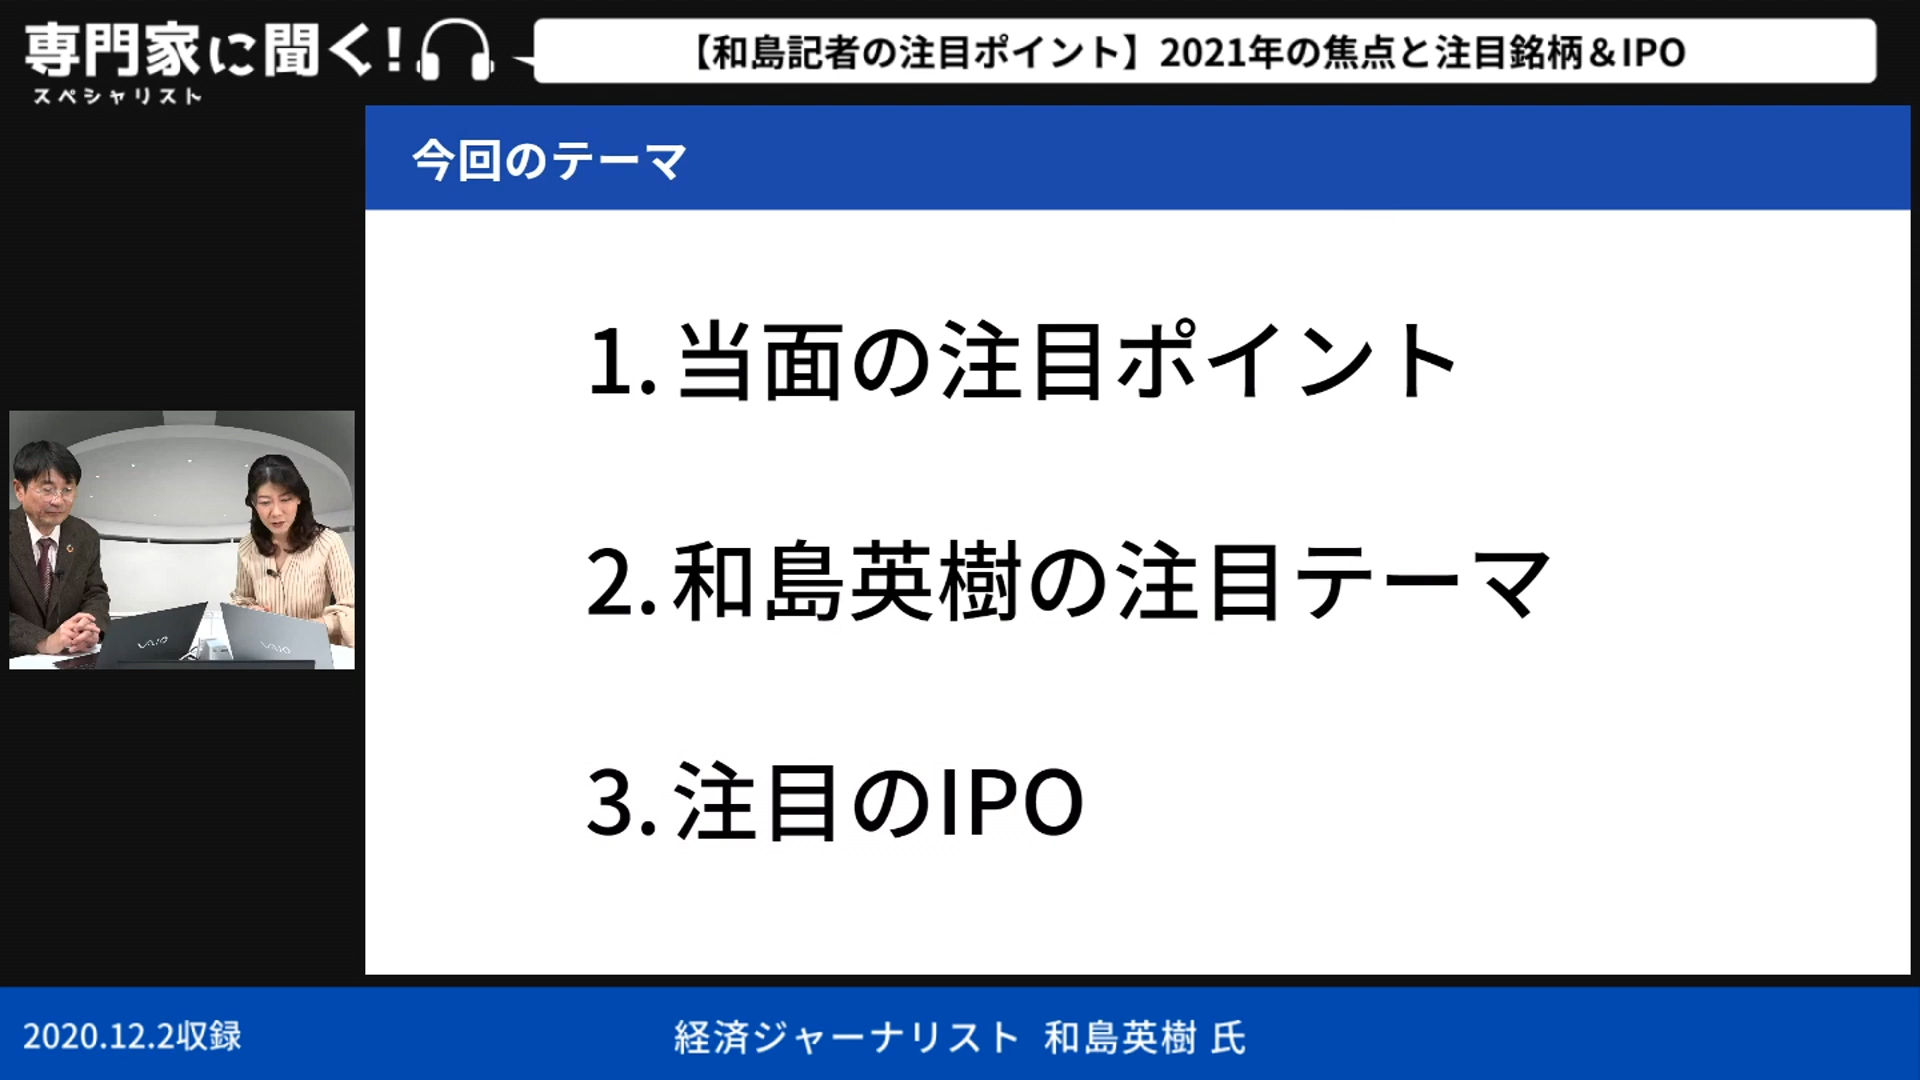 専門家に聞く!
スペシャリスト
【和島記者の注目ポイント】2021年の焦点と注目銘柄＆IPO
今回のテーマ
1.当面の注目ポイント
2.和島英樹の注目テーマ
3.注目のIPO
VAIO
VAIO
2020.12.2収録
経済ジャーナリスト 和島英樹 氏